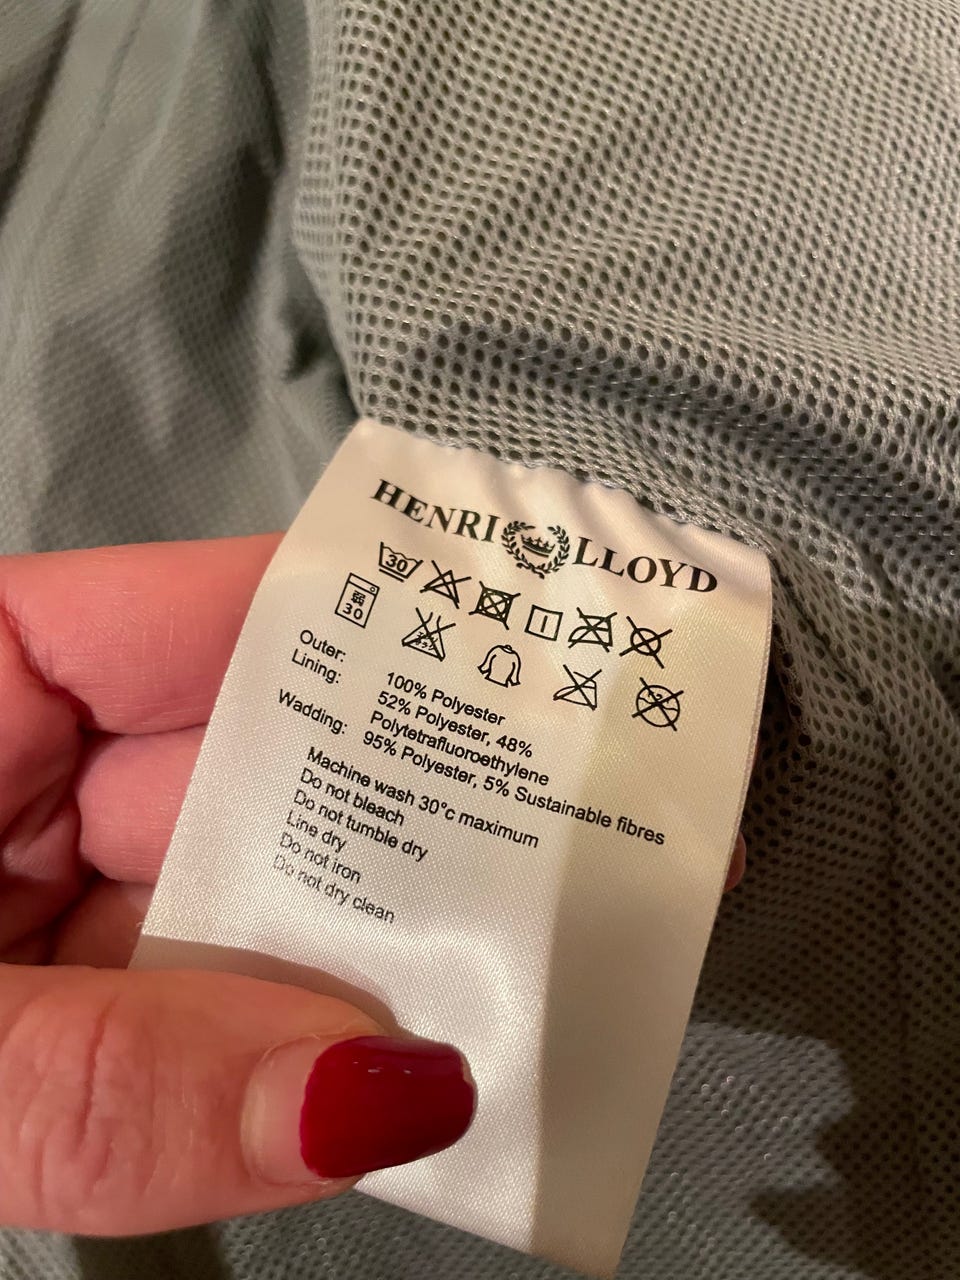 HENRI LLOYD
30
弱
30
Outer: 100% Polyester
Lining: 52% Polyester, 48%
Polytetrafluoroethylene
Wadding: 95% Polyester, 5% Sustainable fibres
Machine wash 30°c maximum
Do not bleach
Do not tumble dry
Line dry
Do not iron
Do not dry clean